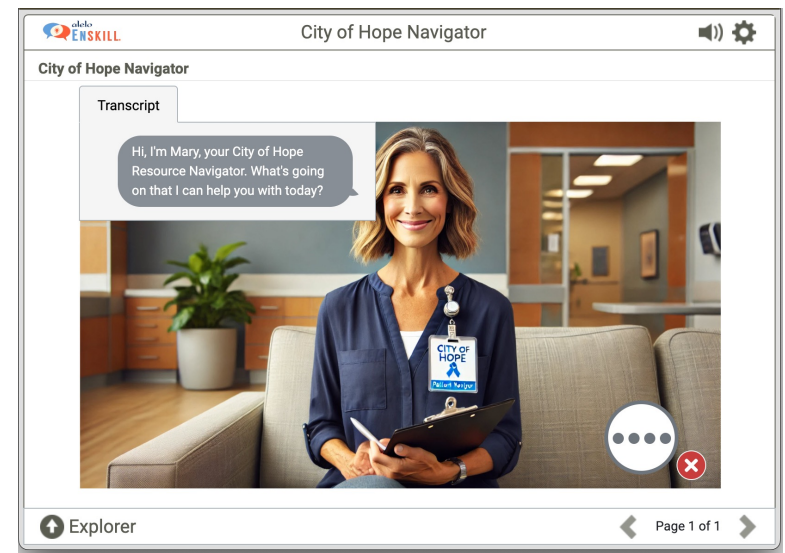 alelo
ENSKILL
City of Hope Navigator
City of Hope Navigator
Transcript
Hi, I'm Mary, your City of Hope
Resource Navigator. What's going
on that I can help you with today?
CITY OF
HOPE
Explorer
Page 1 of 1